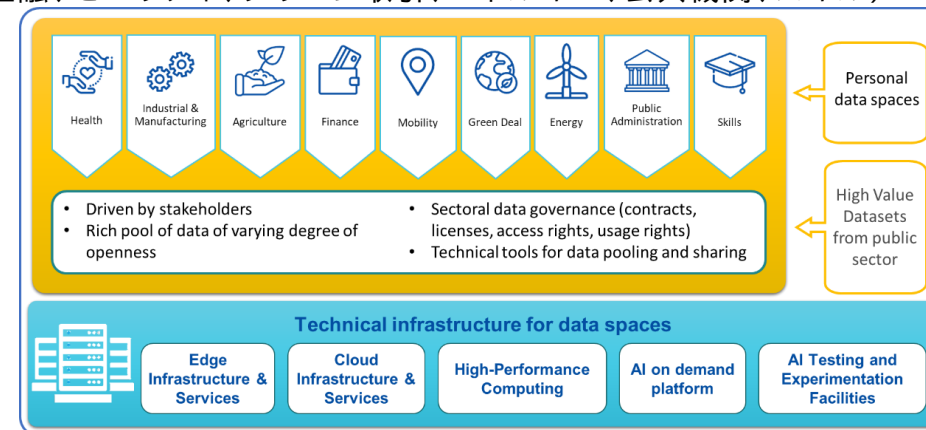 Health
Industrial &
Manufacturing
Agriculture
Finance
Mobility
Green Deal
Energy
Public
Administration
Skills
Personal
data spaces
• Driven by stakeholders
• Rich pool of data of varying degree of
openness
• Sectoral data governance (contracts,
licenses, access rights, usage rights)
• Technical tools for data pooling and sharing
High Value
Datasets
from public
sector
Technical infrastructure for data spaces
Edge
Infrastructure &
Services
Cloud
Infrastructure &
Services
High-Performance
Computing
AI on demand
platform
AI Testing and
Experimentation
Facilities